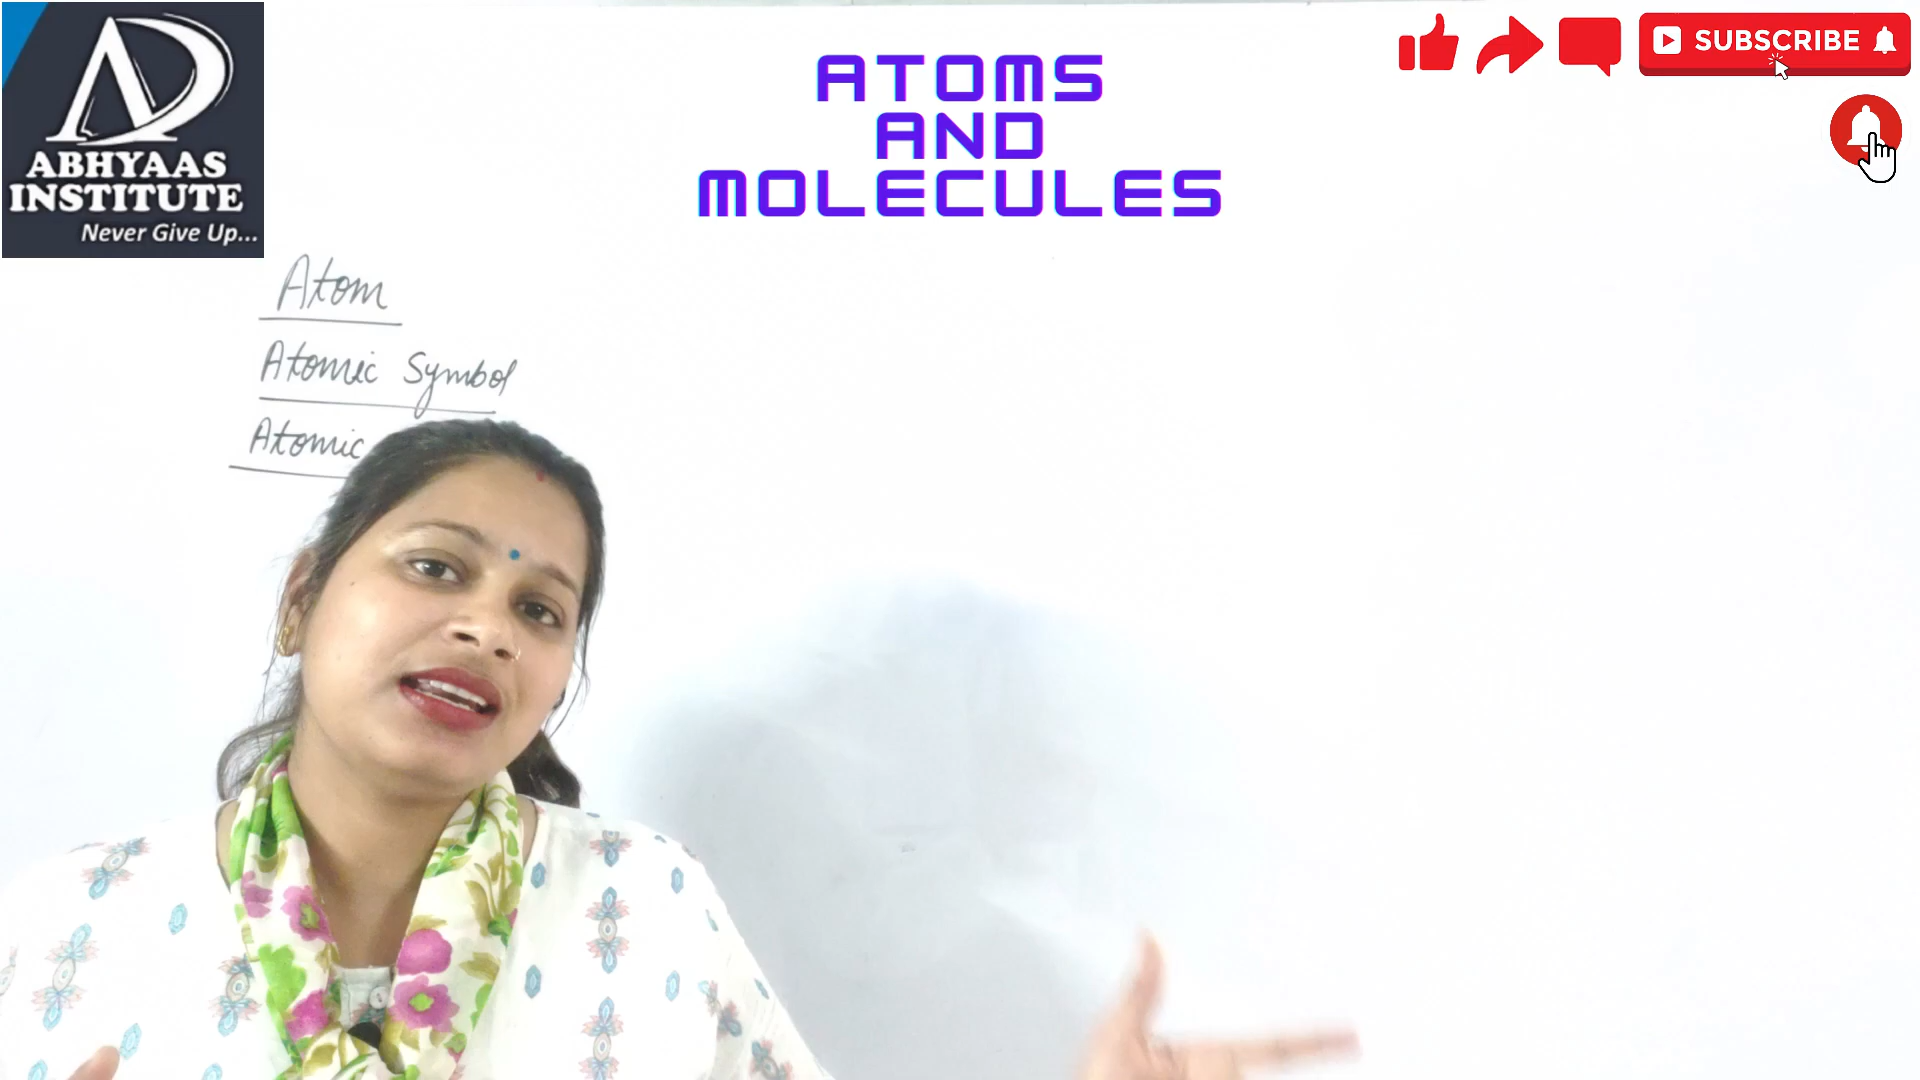 ABHYAAS
INSTITUTE
Never Give Up...
ATOMS
AND
MOLECULES
SUBSCRIBE
Atom
Atomic Symbol
Atomic